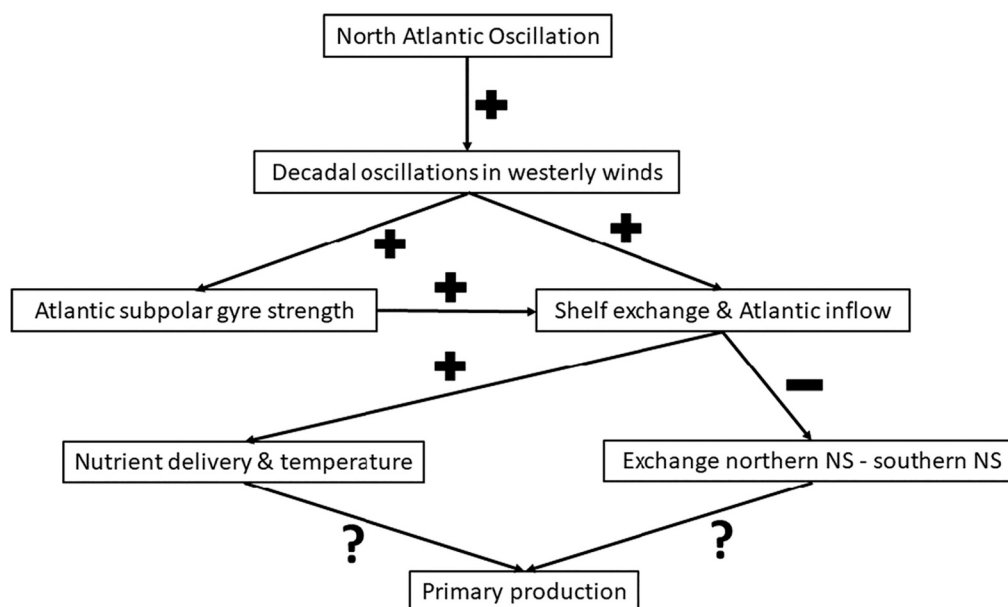 North Atlantic Oscillation
+
Decadal oscillations in westerly winds
+
+
Atlantic subpolar gyre strength
+
Shelf exchange & Atlantic inflow
+
-
Nutrient delivery & temperature
Exchange northern NS - southern NS
?
?
Primary production